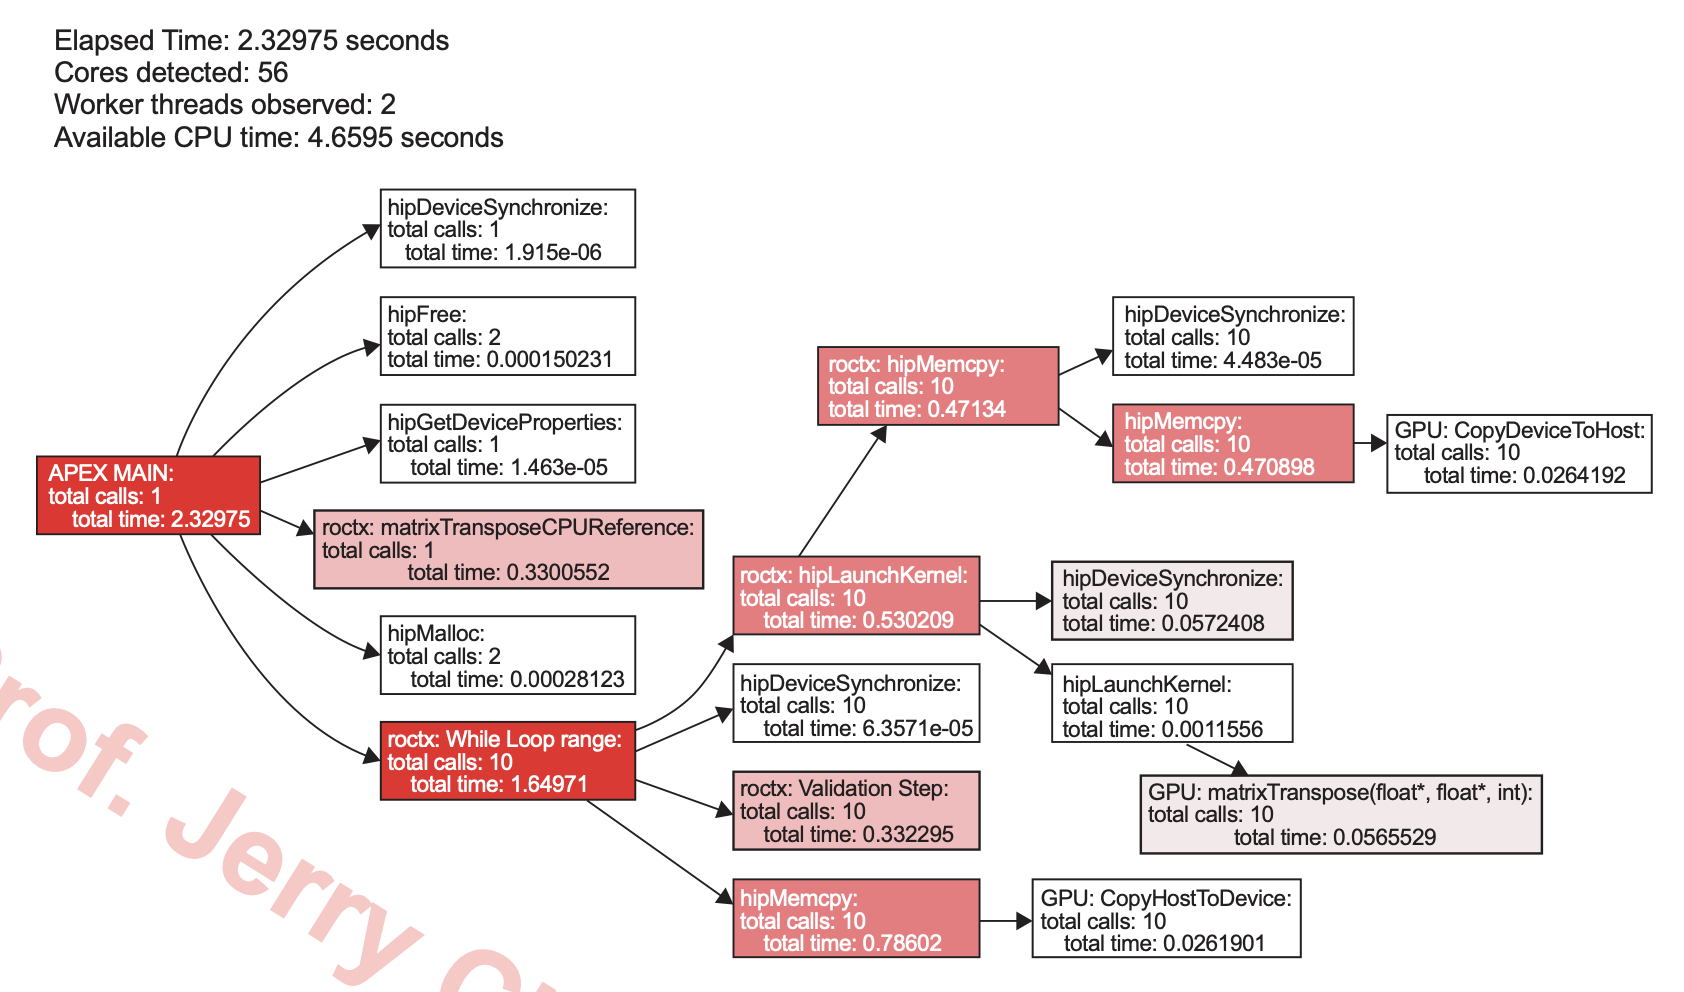 Elapsed Time: 2.32975 seconds
Cores detected: 56
Worker threads observed: 2
Available CPU time: 4.6595 seconds
hipDeviceSynchronize:
total calls: 1
total time: 1.915e-06
hipFree:
total calls: 2
total time: 0.000150231
hipGetDeviceProperties:
total calls: 1
total time: 1.463e-05
APEX MAIN:
total calls: 1
total time: 2.32975
roctx: matrixTransposeCPUReference:
total calls: 1
total time: 0.3300552
hipMalloc:
total calls: 2
total time: 0.00028123
roctx: While Loop range:
total calls: 10
total time: 1.64971
roctx: hipMemcpy:
total calls: 10
total time: 0.47134
hipDeviceSynchronize:
total calls: 10
total time: 4.483e-05
hipMemcpy:
total calls: 10
total time: 0.470898
GPU: CopyDeviceToHost:
total calls: 10
total time: 0.0264192
roctx: hipLaunchKernel:
total calls: 10
total time: 0.530209
hipDeviceSynchronize:
total calls: 10
total time: 0.0572408
hipLaunchKernel:
total calls: 10
total time: 0.0011556
GPU: matrixTranspose(float*, float*, int):
total calls: 10
total time: 0.0565529
hipDeviceSynchronize:
total calls: 10
total time: 6.3571e-05
roctx: Validation Step:
total calls: 10
total time: 0.332295
hipMemcpy:
total calls: 10
total time: 0.78602
GPU: CopyHostToDevice:
total calls: 10
total time: 0.0261901
Prof. Jerry